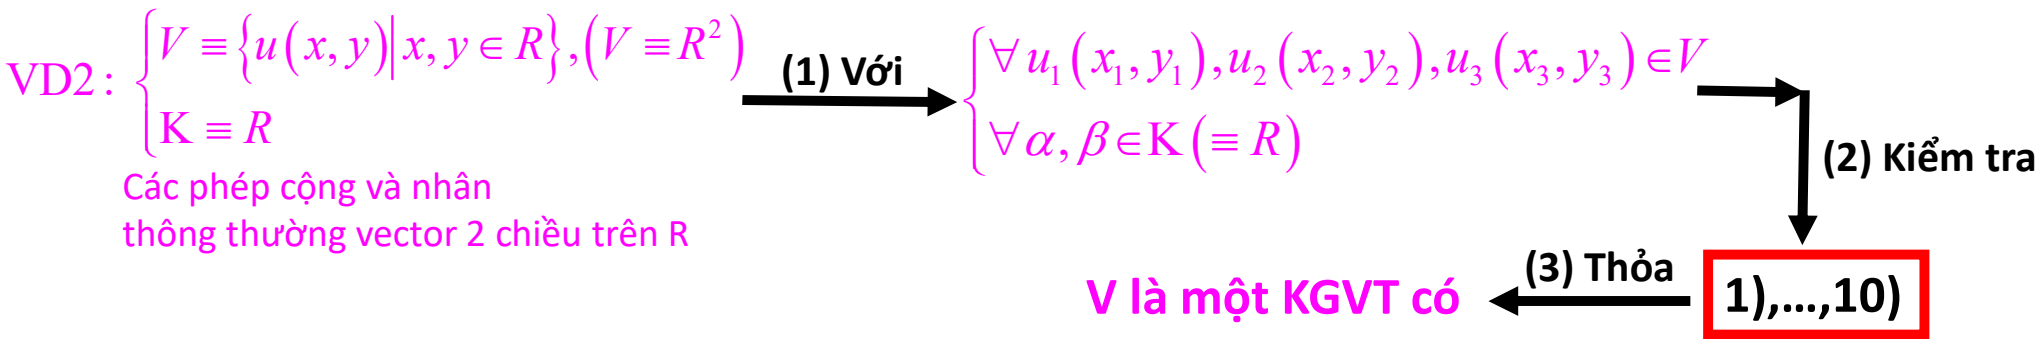 VD2: { V ≡ {u(x, y)| x, y ∈ R}, (V ≡ R²)
K ≡ R
Các phép cộng và nhân
thông thường vector 2 chiều trên R
(1) Với
{ ∀ u₁(x₁, y₁), u₂(x₂, y₂), u₃(x₃, y₃) ∈ V
∀ α, β ∈ K (≡ R)
(2) Kiểm tra
1),...,10)
(3) Thỏa
V là một KGVT có